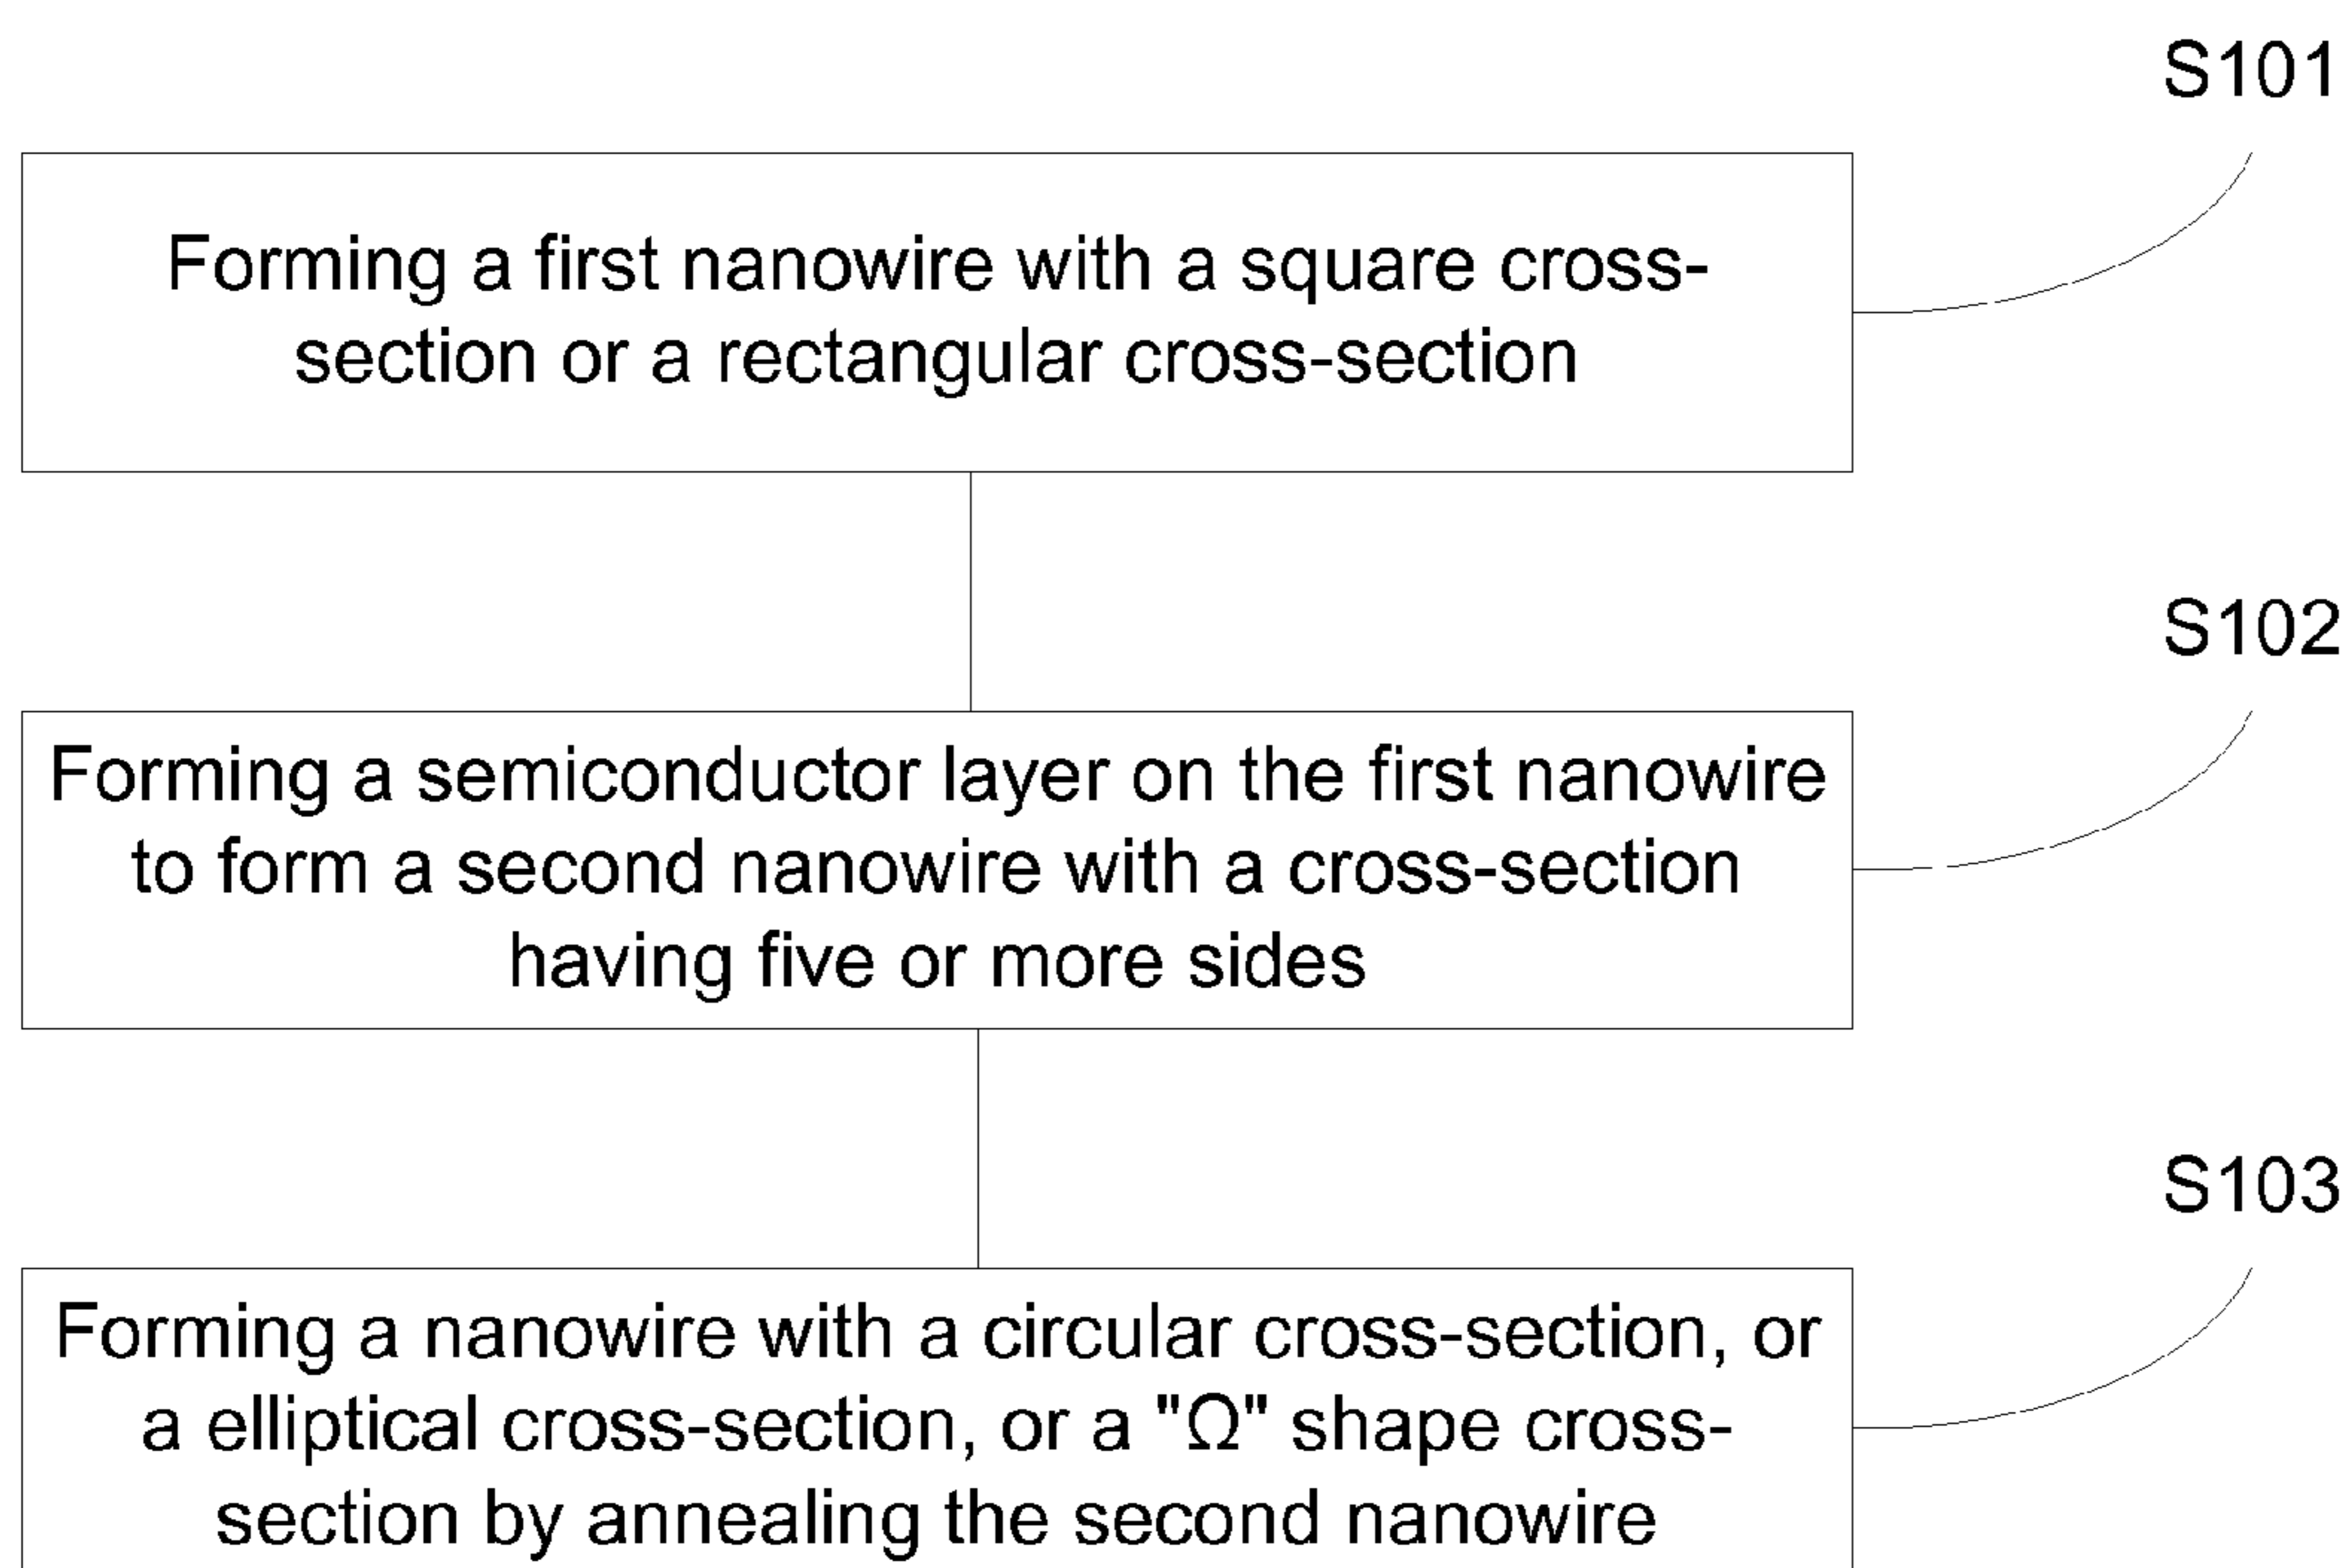 S101
Forming a first nanowire with a square cross-
section or a rectangular cross-section
S102
Forming a semiconductor layer on the first nanowire
to form a second nanowire with a cross-section
having five or more sides
S103
Forming a nanowire with a circular cross-section, or
a elliptical cross-section, or a "Ω" shape cross-
section by annealing the second nanowire